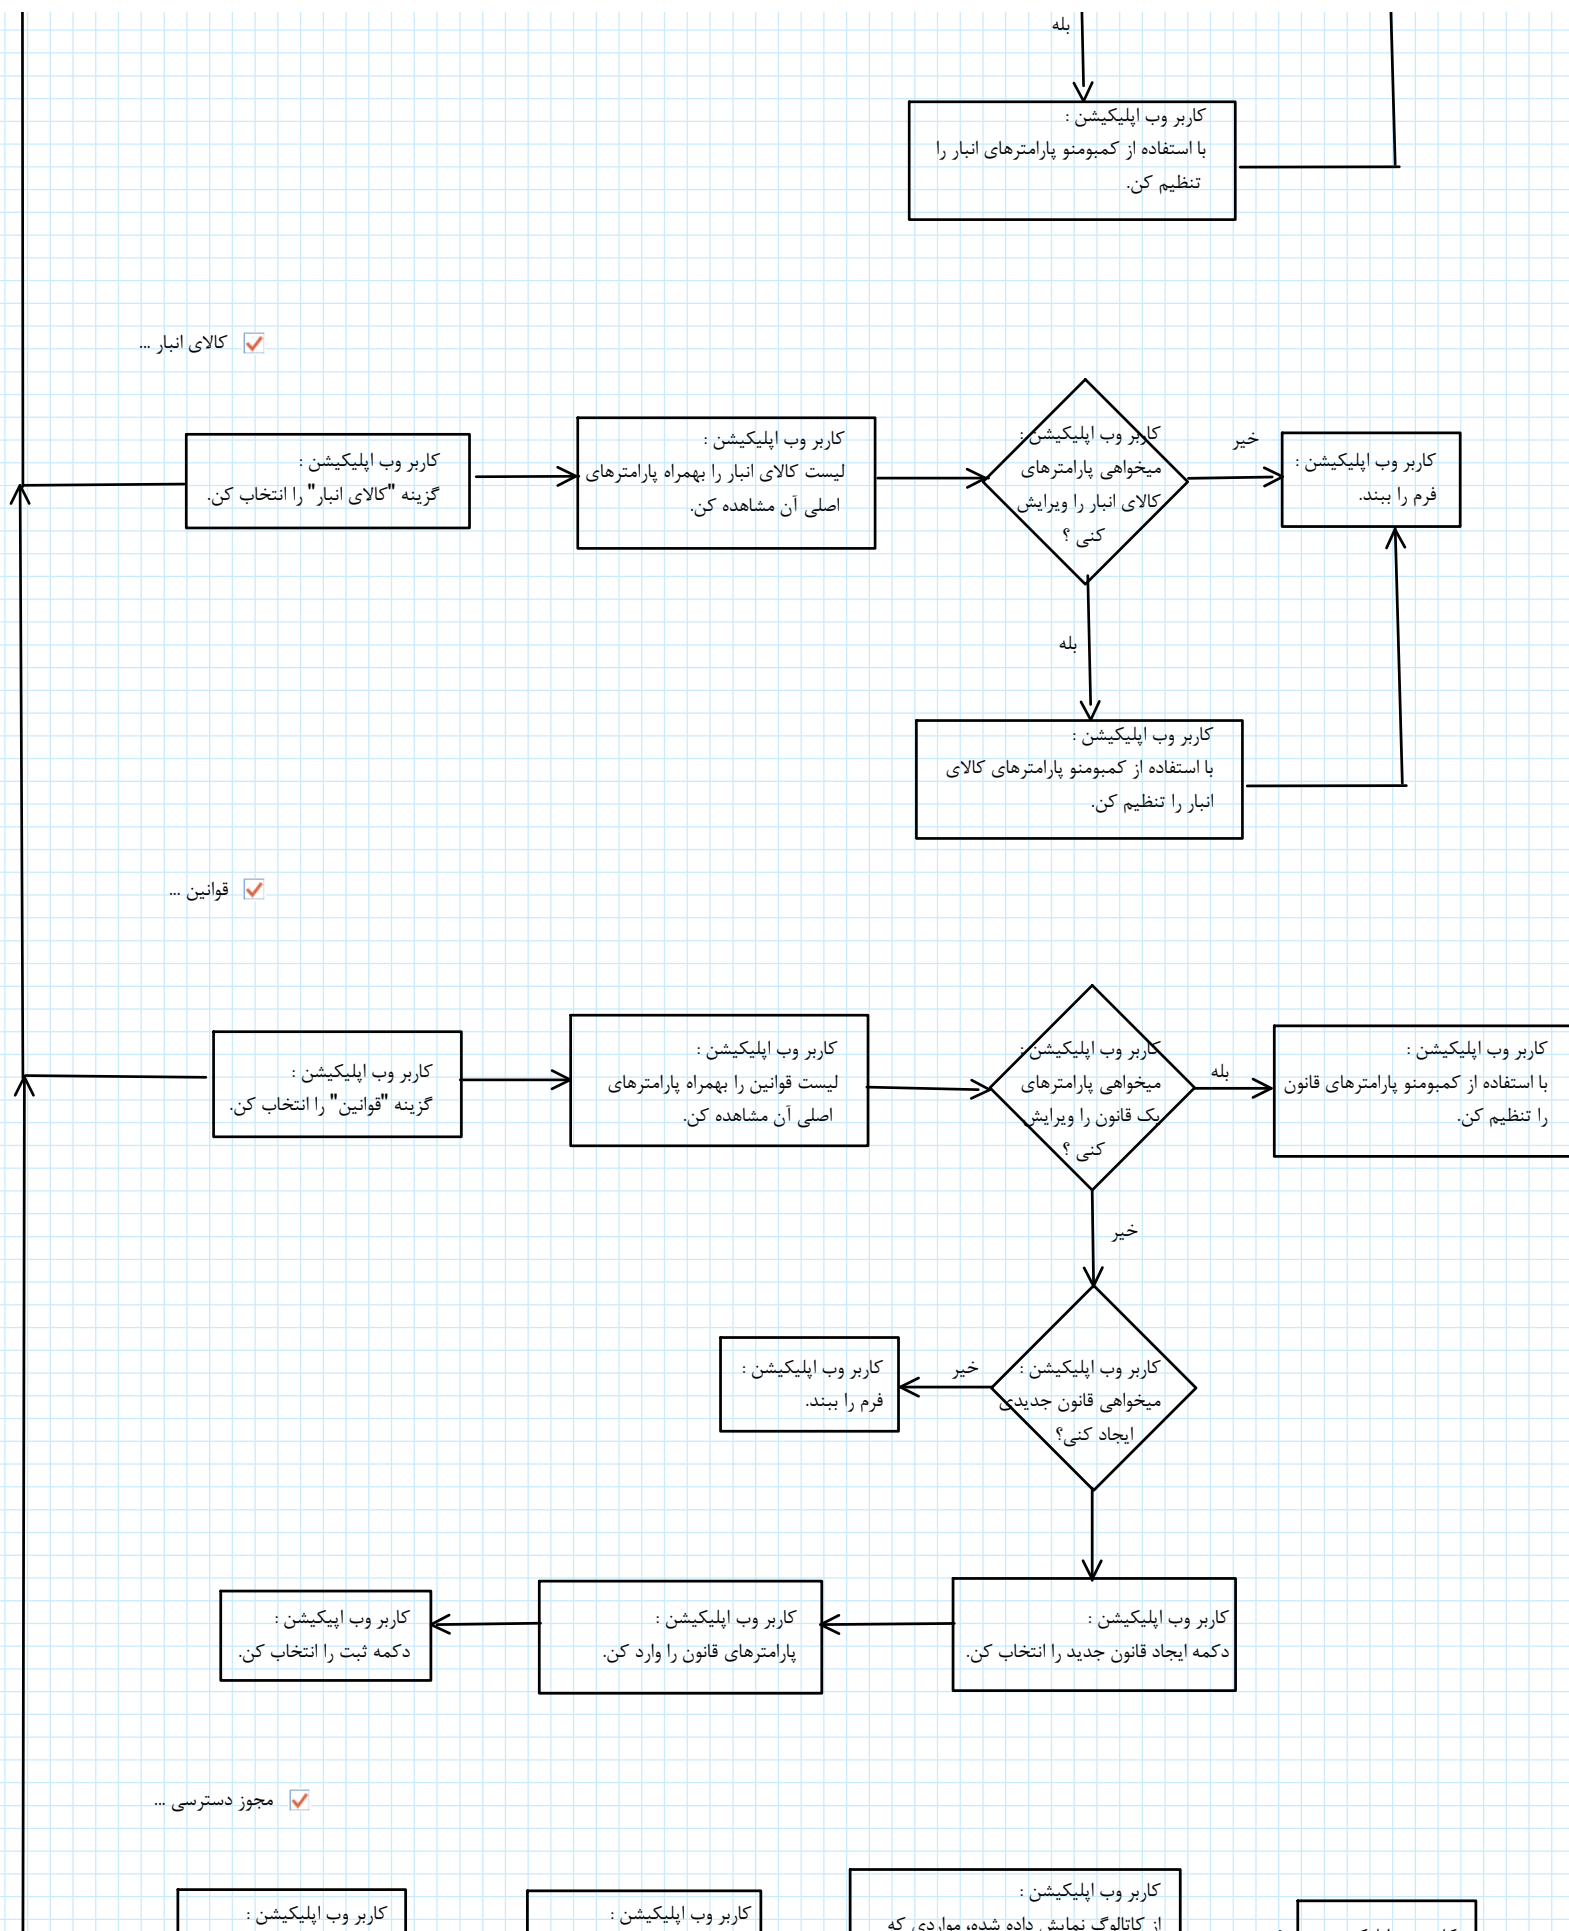 بله
کاربر وب اپلیکیشن :
با استفاده از کمبومنو پارامترهای انبار را
تنظیم کن.
کالای انبار ...
کاربر وب اپلیکیشن :
گزینه "کالای انبار" را انتخاب کن.
کاربر وب اپلیکیشن :
لیست کالای انبار را بهمراه پارامترهای
اصلی آن مشاهده کن.
کاربر وب اپلیکیشن :
میخواهی پارامترهای
کالای انبار را ویرایش
کنی ؟
خیر
کاربر وب اپلیکیشن :
فرم را ببند.
بله
کاربر وب اپلیکیشن :
با استفاده از کمبومنو پارامترهای کالای
انبار را تنظیم کن.
قوانین ...
کاربر وب اپلیکیشن :
گزینه "قوانین" را انتخاب کن.
کاربر وب اپلیکیشن :
لیست قوانین را بهمراه پارامترهای
اصلی آن مشاهده کن.
کاربر وب اپلیکیشن :
میخواهی پارامترهای
یک قانون را ویرایش
کنی ؟
بله
کاربر وب اپلیکیشن :
با استفاده از کمبومنو پارامترهای قانون
را تنظیم کن.
خیر
کاربر وب اپلیکیشن :
میخواهی قانون جدیدی
ایجاد کنی؟
خیر
کاربر وب اپلیکیشن :
فرم را ببند.
کاربر وب اپلیکیشن :
دکمه ایجاد قانون جدید را انتخاب کن.
کاربر وب اپلیکیشن :
پارامترهای قانون را وارد کن.
کاربر وب اپیکیشن :
دکمه ثبت را انتخاب کن.
مجوز دسترسی ...
کاربر وب اپلیکیشن :
کاربر وب اپلیکیشن :
کاربر وب اپلیکیشن :
از کاتالوگ نمایش داده شده، مواردی که